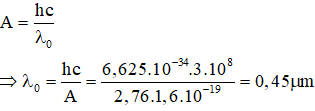 A = hc/λ₀
⇒ λ₀ = hc/A = 6,625.10⁻³⁴.3.10⁸/2,76.1,6.10⁻¹⁹ = 0,45μm